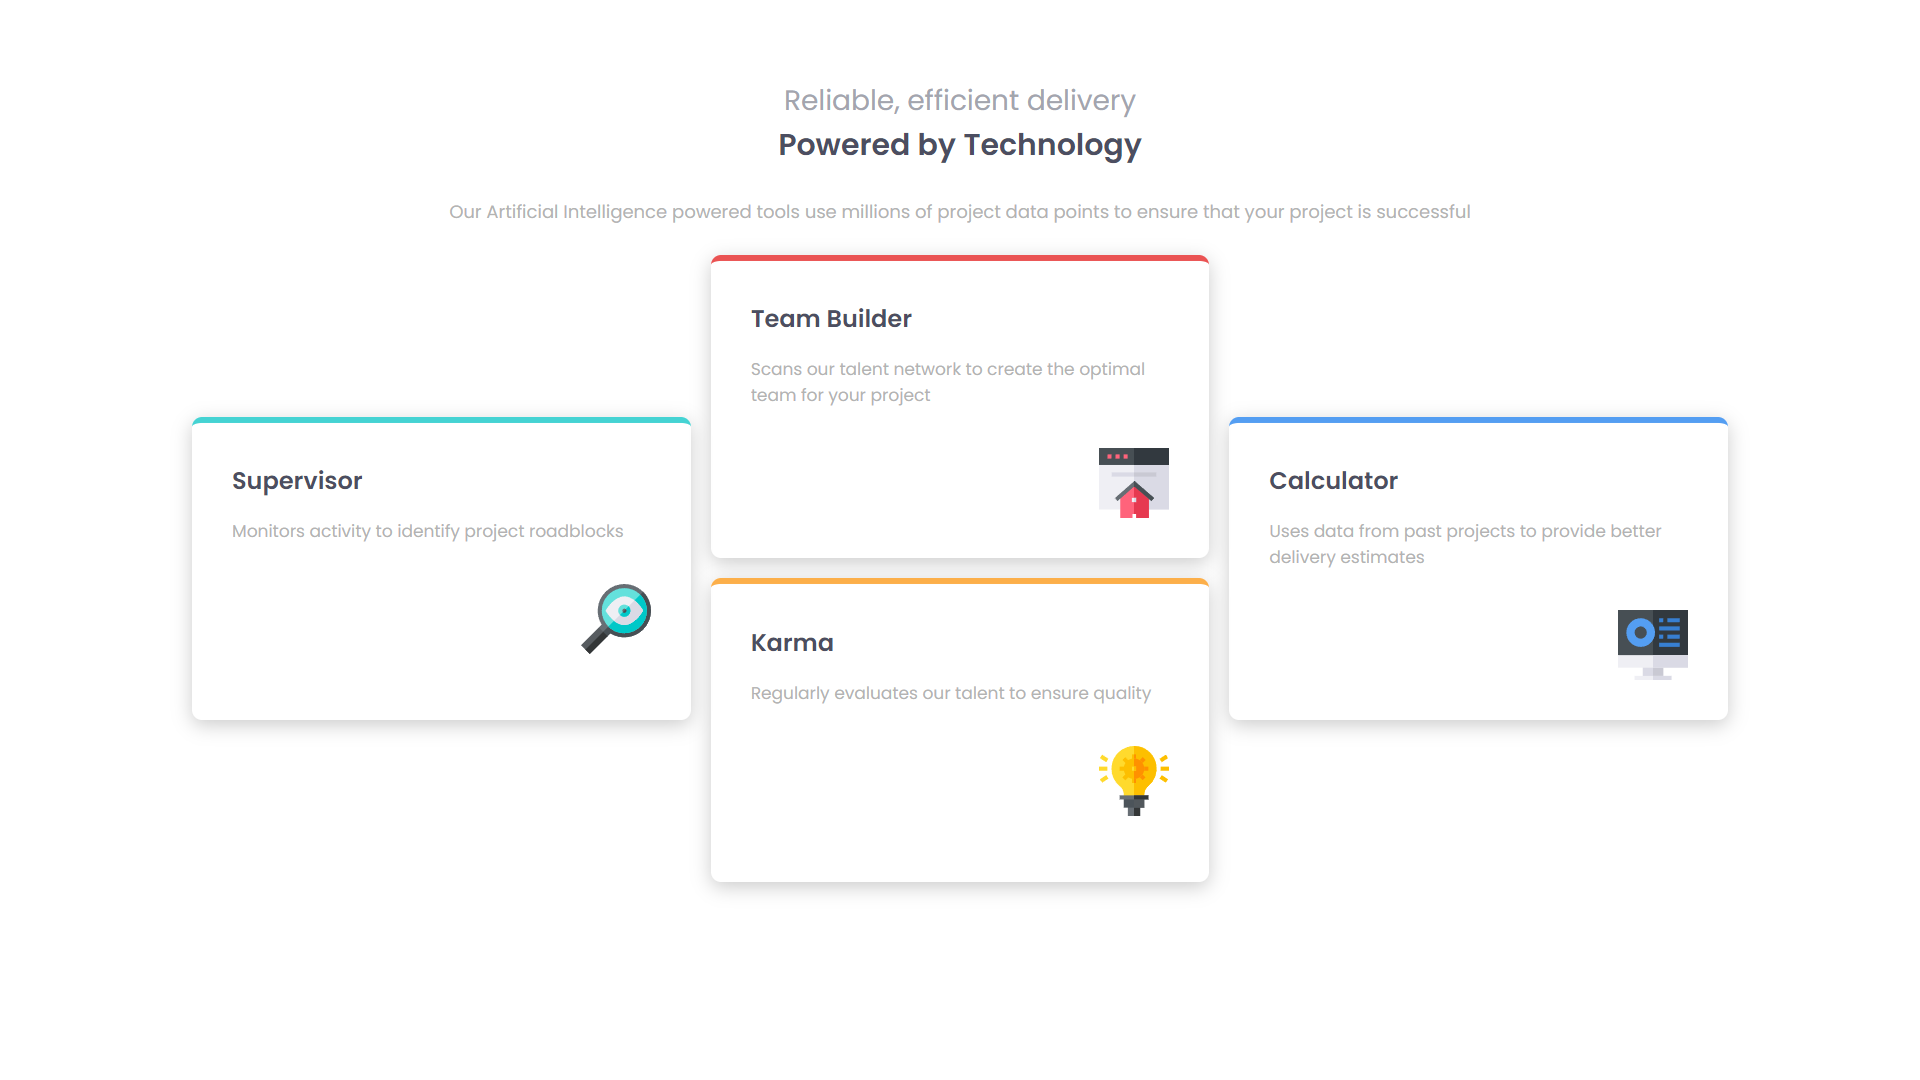 Reliable, efficient delivery
Powered by Technology
Our Artificial Intelligence powered tools use millions of project data points to ensure that your project is successful
Supervisor
Monitors activity to identify project roadblocks
Team Builder
Scans our talent network to create the optimal
team for your project
Karma
Regularly evaluates our talent to ensure quality
Calculator
Uses data from past projects to provide better
delivery estimates